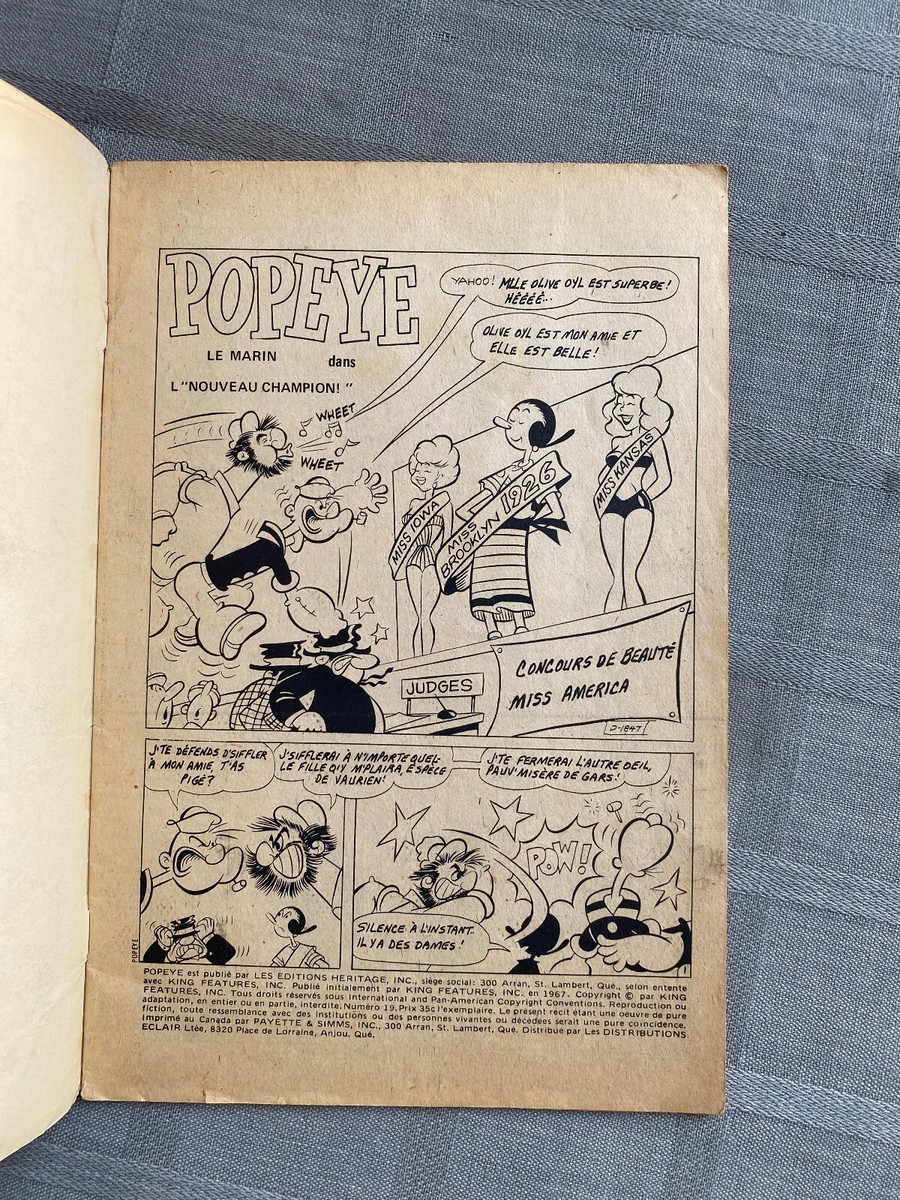 POPEYE
LE MARIN dans
L "NOUVEAU CHAMPION! "
YAHOO! MLLE OLIVE OYL EST SUPERBE!
HÉÉÉÉ..
OLIVE OYL EST MON AMIE ET
ELLE EST BELLE!
WHEET
WHEET
MISS IOWA
MISS
BROOKLYN 1926
MISS KANSAS
JUDGES
CONCOURS DE BEAUTÉ
MISS AMERICA
D-1847
J'TE DÉFENDS D'SIFFLER
À MON AMIE, T'AS
PIGÉ?
J'SIFFLERAI À N'IMPORTE QUEL-
LE FILLE QI'Y M'PLAIRA, ESPÈCE
DE VAURIEN!
J'TE FERMERAI L'AUTRE OEIL,
PAUV' MISÈRE DE GARS!
POW!
SILENCE À L'INSTANT.
IL Y A DES DAMES!
1
POPEYE
POPEYE est publié par LES EDITIONS HERITAGE, INC., siège social: 300 Arran, St. Lambert, Qué., selon entente
avec KING FEATURES, INC. Publié initialement par KING FEATURES, INC. en 1967. Copyright © par KING
FEATURES, INC. Tous droits réservés sous International and Pan-American Copyright Conventions. Reproduction ou
adaptation, en entier ou en partie, interdite. Numéro 19, Prix 35c l'exemplaire. Le présent récit étant une oeuvre de pure
fiction, toute ressemblance avec des institutions ou des personnes vivantes ou décédées serait une pure coïncidence.
Imprimé au Canada par PAYETTE & SIMMS, INC., 300 Arran, St. Lambert, Qué. Distribué par Les DISTRIBUTIONS
ECLAIR Ltée, 8320 Place de Lorraine, Anjou, Qué.